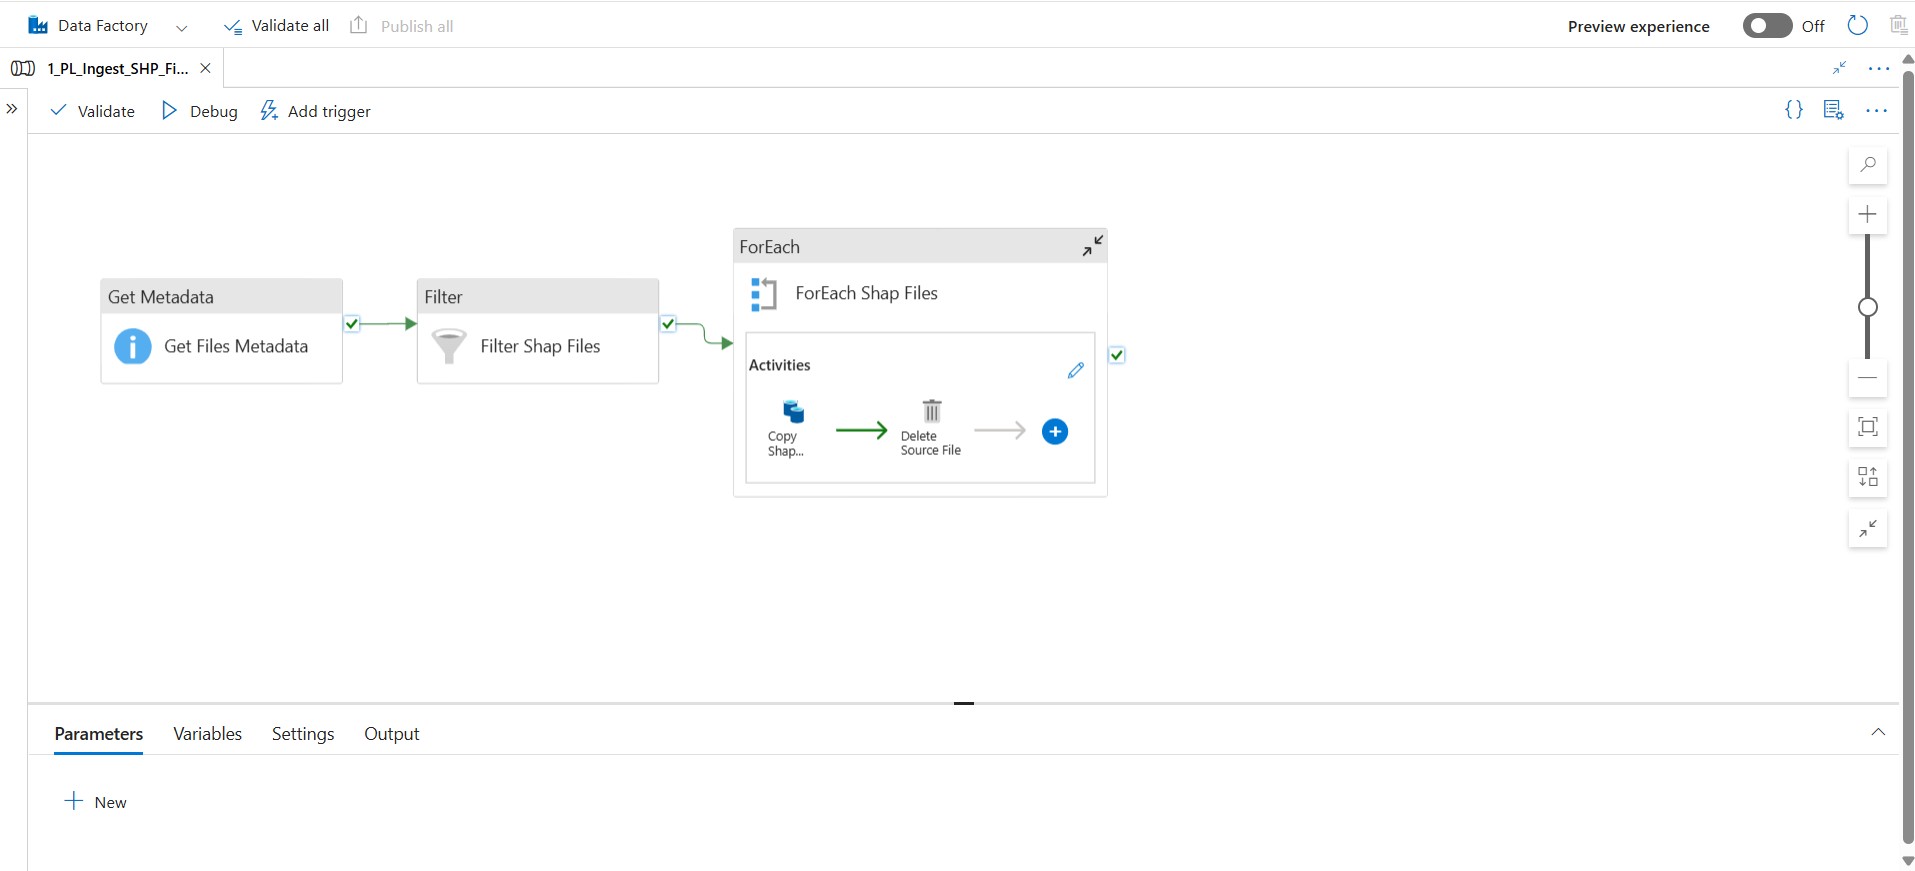 Data Factory
Validate all
Publish all
Preview experience
Off
1_PL_Ingest_SHP_Fi...
Validate
Debug
Add trigger
Get Metadata
Get Files Metadata
Filter
Filter Shap Files
ForEach
ForEach Shap Files
Activities
Copy
Shap...
Delete
Source File
Parameters
Variables
Settings
Output
New